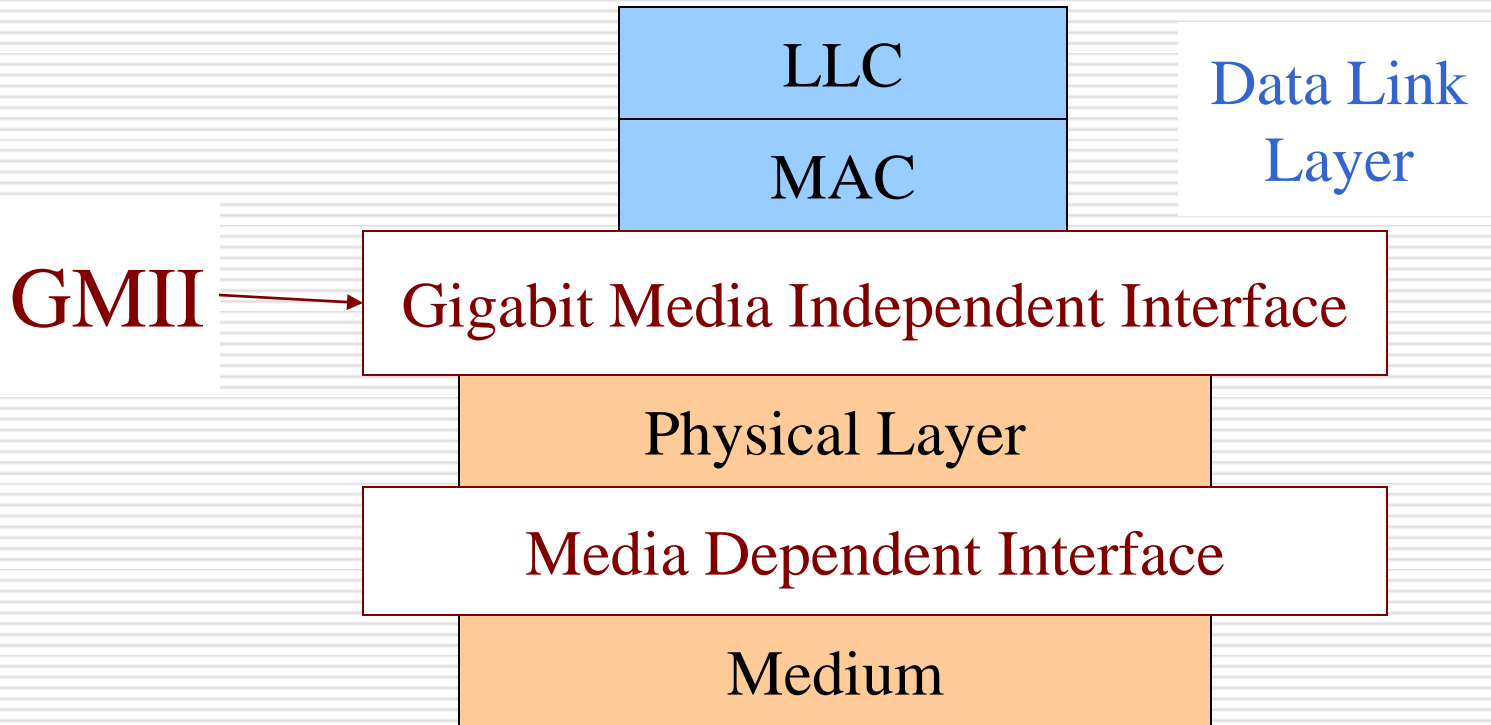 LLC
Data Link
Layer
MAC
GMII
Gigabit Media Independent Interface
Physical Layer
Media Dependent Interface
Medium